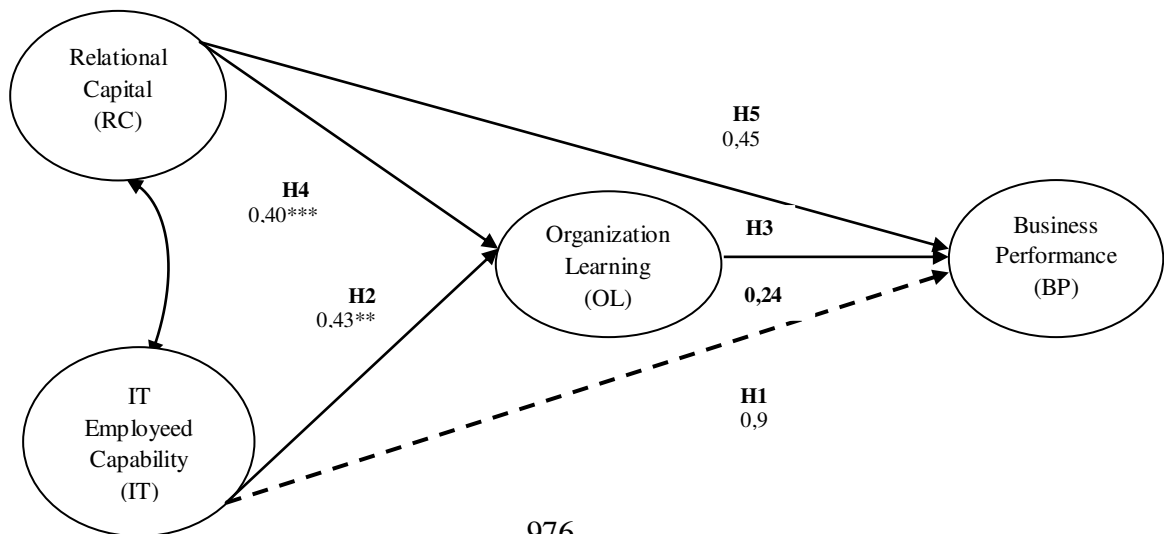 Relational
Capital
(RC)
H5
0,45
H4
0,40***
H3
Organization
Learning
(OL)
Business
Performance
(BP)
H2
0,43**
0,24
IT
Employeed
Capability
(IT)
H1
0,9
976